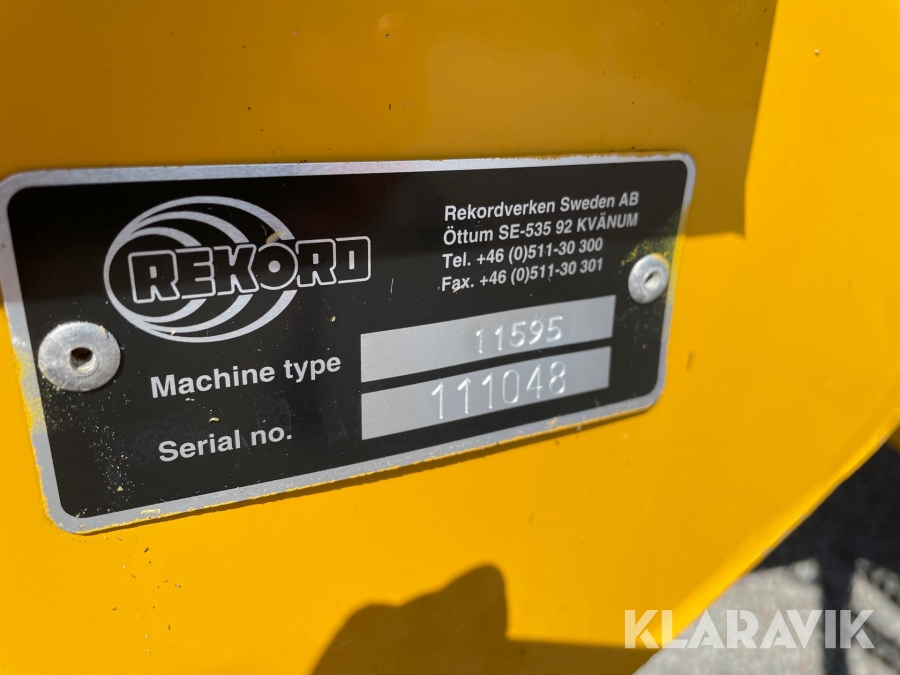 REKORD
Rekordverken Sweden AB
Öttum SE-535 92 KVÄNUM
Tel. +46 (0)511-30 300
Fax. +46 (0)511-30 301
Machine type 11595
Serial no. 111048
KLARAVIK